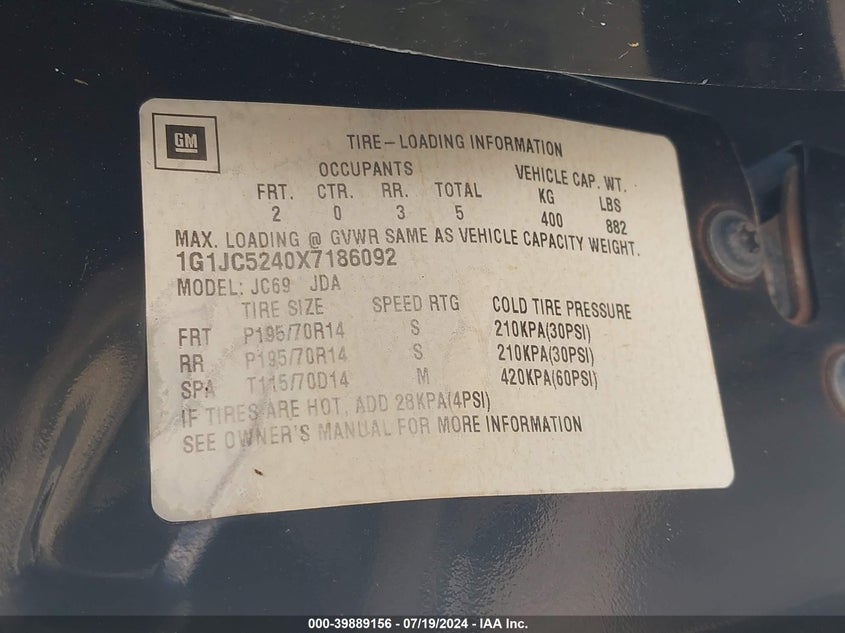 GM
TIRE-LOADING INFORMATION
OCCUPANTS VEHICLE CAP. WT.
FRT. CTR. RR. TOTAL KG LBS
2 0 3 5 400 882
MAX. LOADING @ GVWR SAME AS VEHICLE CAPACITY WEIGHT.
1G1JC5240X7186092
MODEL: JC69 JDA
TIRE SIZE SPEED RTG COLD TIRE PRESSURE
FRT P195/70R14 S 210KPA(30PSI)
RR P195/70R14 S 210KPA(30PSI)
SPA T115/70D14 M 420KPA(60PSI)
IF TIRES ARE HOT, ADD 28KPA(4PSI)
SEE OWNER'S MANUAL FOR MORE INFORMATION
000-39889156 - 07/19/2024 - IAA Inc.